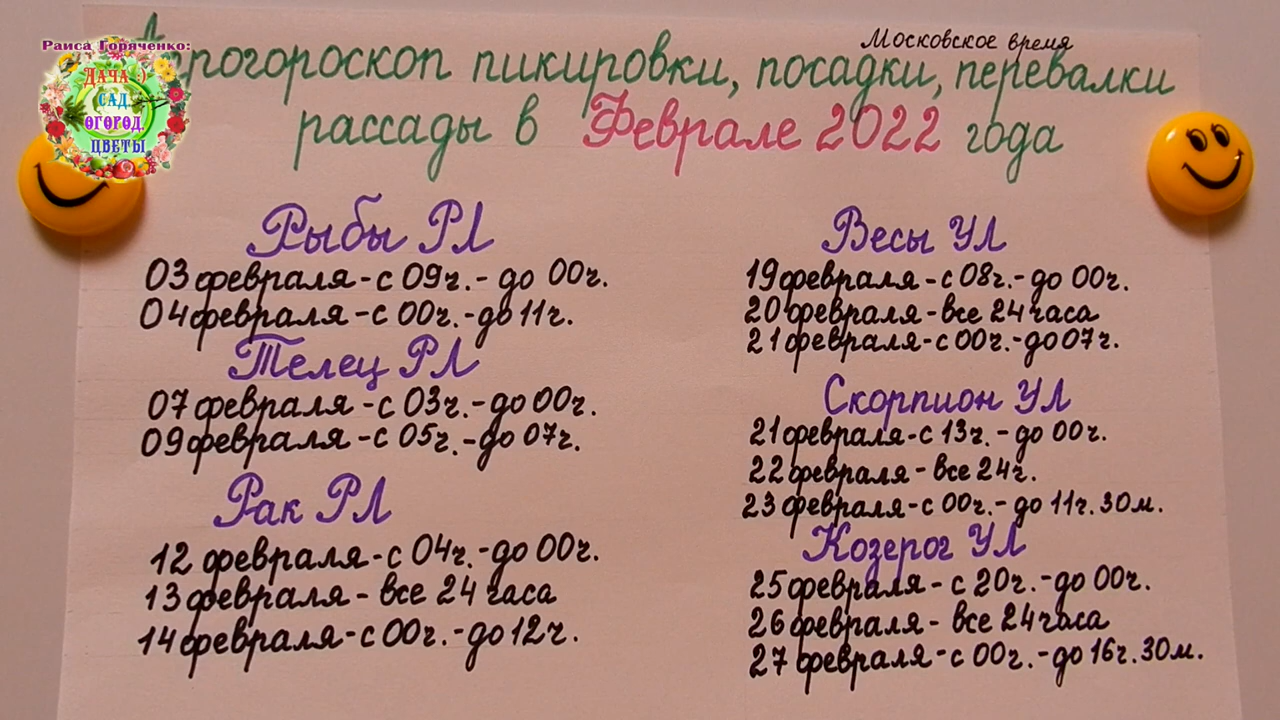 Раиса Горяченко:
ДАЧА :)
САД
ОГОРОД
ЦВЕТЫ
Московское время
Агрогороскоп пикировки, посадки, перевалки
рассады в Феврале 2022 года
Рыбы РЛ
03 февраля - с 09ч. - до 00ч.
04 февраля - с 00ч. - до 11ч.
Телец РЛ
07 февраля - с 03ч. - до 00ч.
09 февраля - с 05ч. - до 07ч.
Рак РЛ
12 февраля - с 04ч. - до 00ч.
13 февраля - все 24 часа
14 февраля - с 00ч. - до 12ч.
Весы УЛ
19 февраля - с 08ч. - до 00ч.
20 февраля - все 24 часа
21 февраля - с 00ч. - до 07ч.
Скорпион УЛ
21 февраля - с 13ч. - до 00ч.
22 февраля - все 24ч.
23 февраля - с 00ч. - до 11ч. 30м.
Козерог УЛ
25 февраля - с 20ч. - до 00ч.
26 февраля - все 24 часа
27 февраля - с 00ч. - до 16ч. 30м.